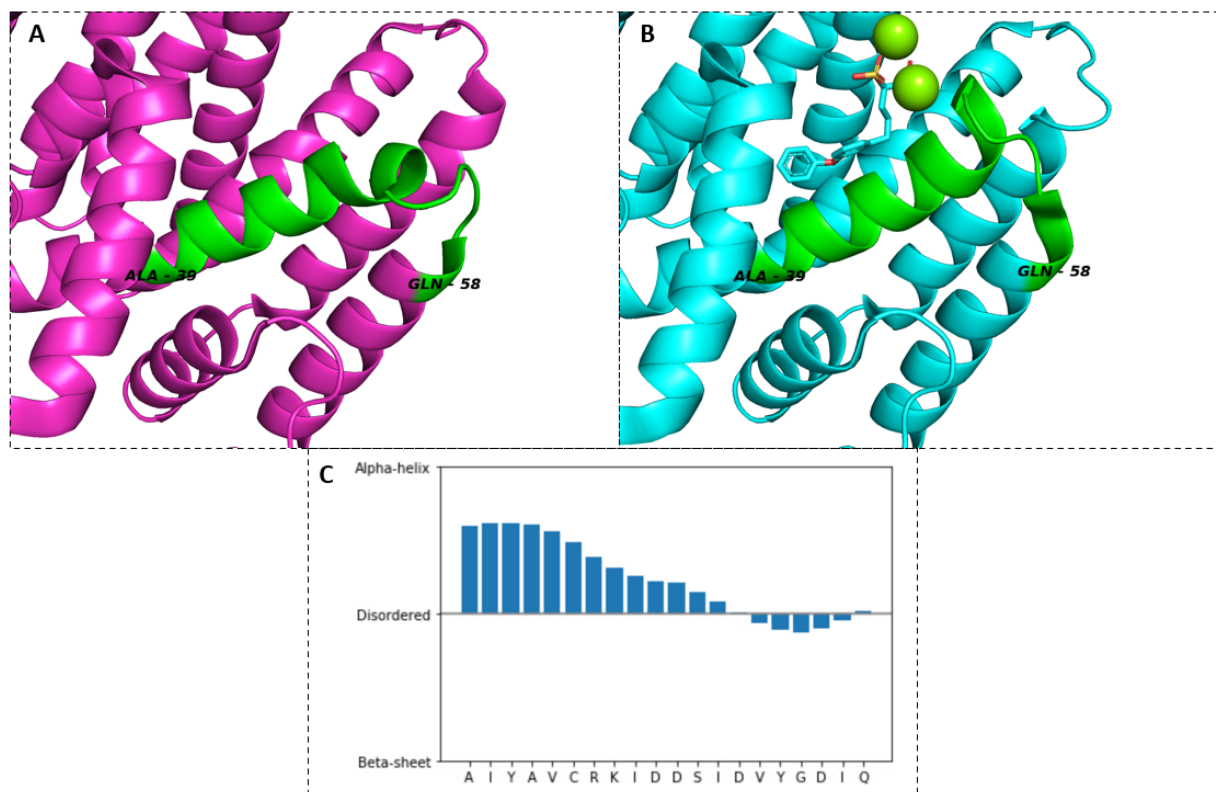 A
B
ALA - 39
GLN - 58
ALA - 39
GLN - 58
C
Alpha-helix
Disordered
Beta-sheet
A I Y A V C R K I D D S I D V Y G D I Q